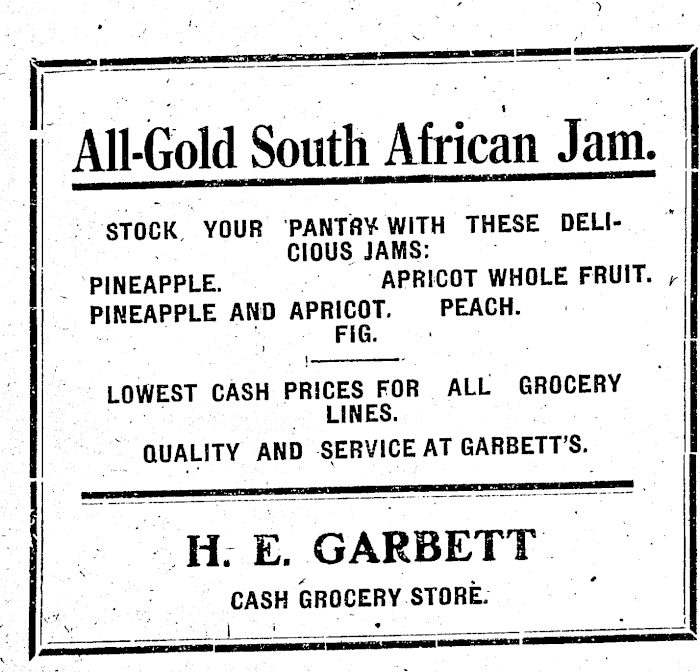 All-Gold South African Jam.
STOCK YOUR PANTRY WITH THESE DELI-
CIOUS JAMS:
PINEAPPLE. APRICOT WHOLE FRUIT.
PINEAPPLE AND APRICOT. PEACH.
FIG.
LOWEST CASH PRICES FOR ALL GROCERY
LINES.
QUALITY AND SERVICE AT GARBETT'S.
H. E. GARBETT
CASH GROCERY STORE.